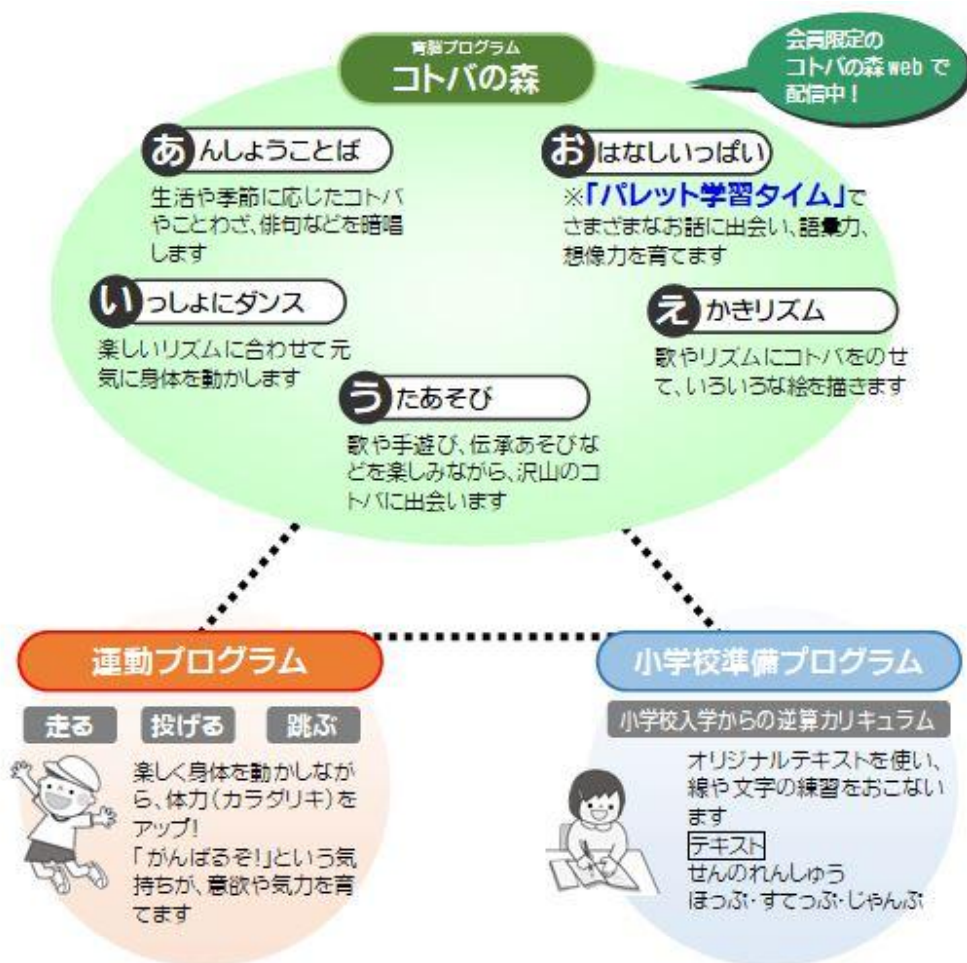 育脳プログラム
コトバの森
会員限定の
コトバの森webで
配信中！
あんしょうことば
生活や季節に応じたコトバ
やことわざ、俳句などを暗唱
します
おはなしいっぱい
※「パレット学習タイム」で
さまざまなお話に出会い、語彙力、
想像力を育てます
いっしょにダンス
楽しいリズムに合わせて元
気に身体を動かします
えかきリズム
歌やリズムにコトバをのせ
て、いろいろな絵を描きます
うたあそび
歌や手遊び、伝承あそびな
どを楽しみながら、沢山のコ
トバに出会います
運動プログラム
走る 投げる 跳ぶ
楽しく身体を動かしなが
ら、体力（カラダリキ）を
アップ！
「がんばるぞ！」という気
持ちが、意欲や気力を育
てます
小学校準備プログラム
小学校入学からの逆算カリキュラム
オリジナルテキストを使い、
線や文字の練習をおこない
ます
テキスト
せんのれんしゅう
ほっぷ・すてっぷ・じゃんぷ